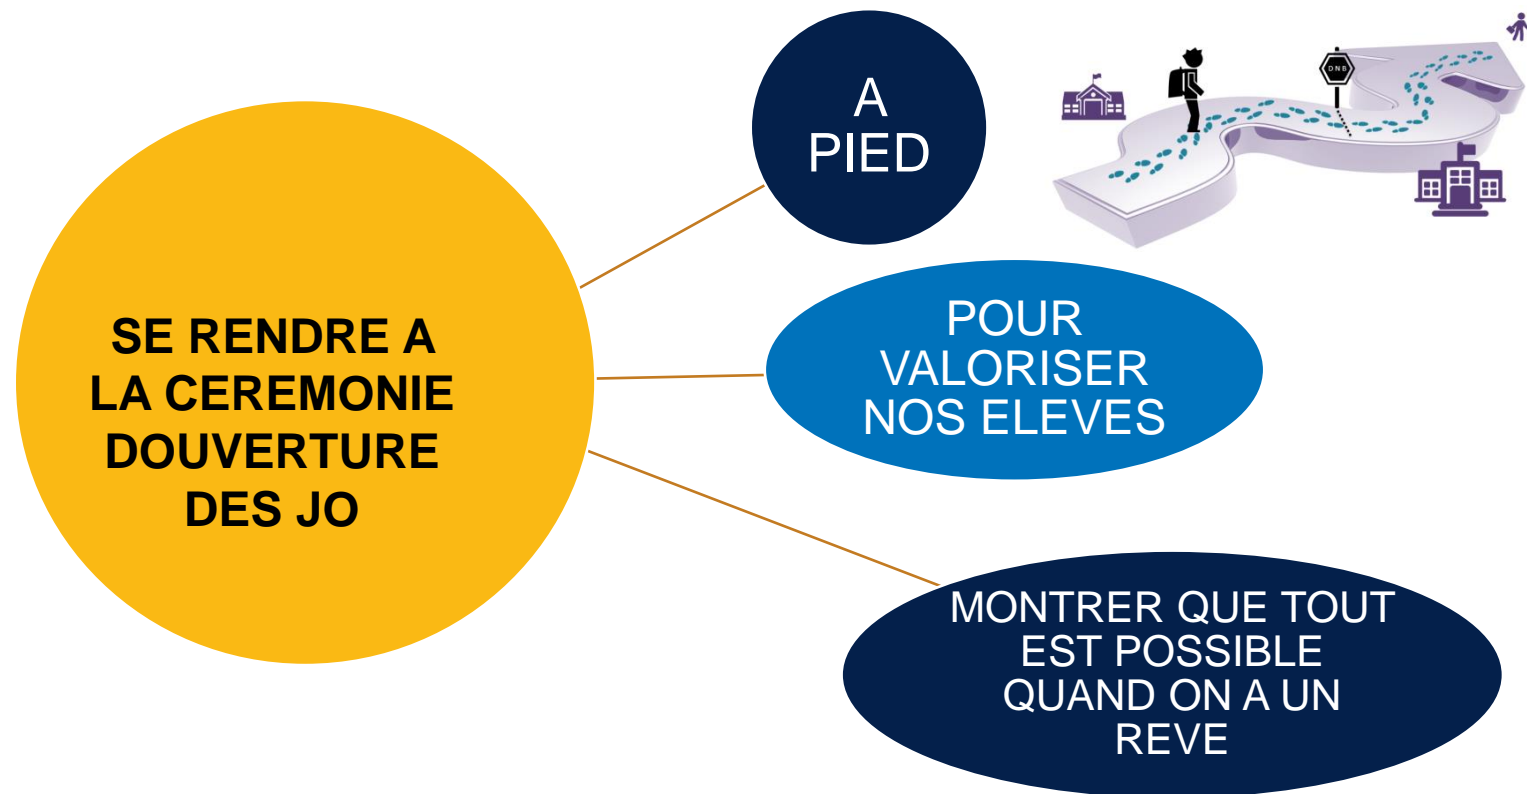 SE RENDRE A
LA CEREMONIE
DOUVERTURE
DES JO
A
PIED
DNB
POUR
VALORISER
NOS ELEVES
MONTRER QUE TOUT
EST POSSIBLE
QUAND ON A UN
REVE